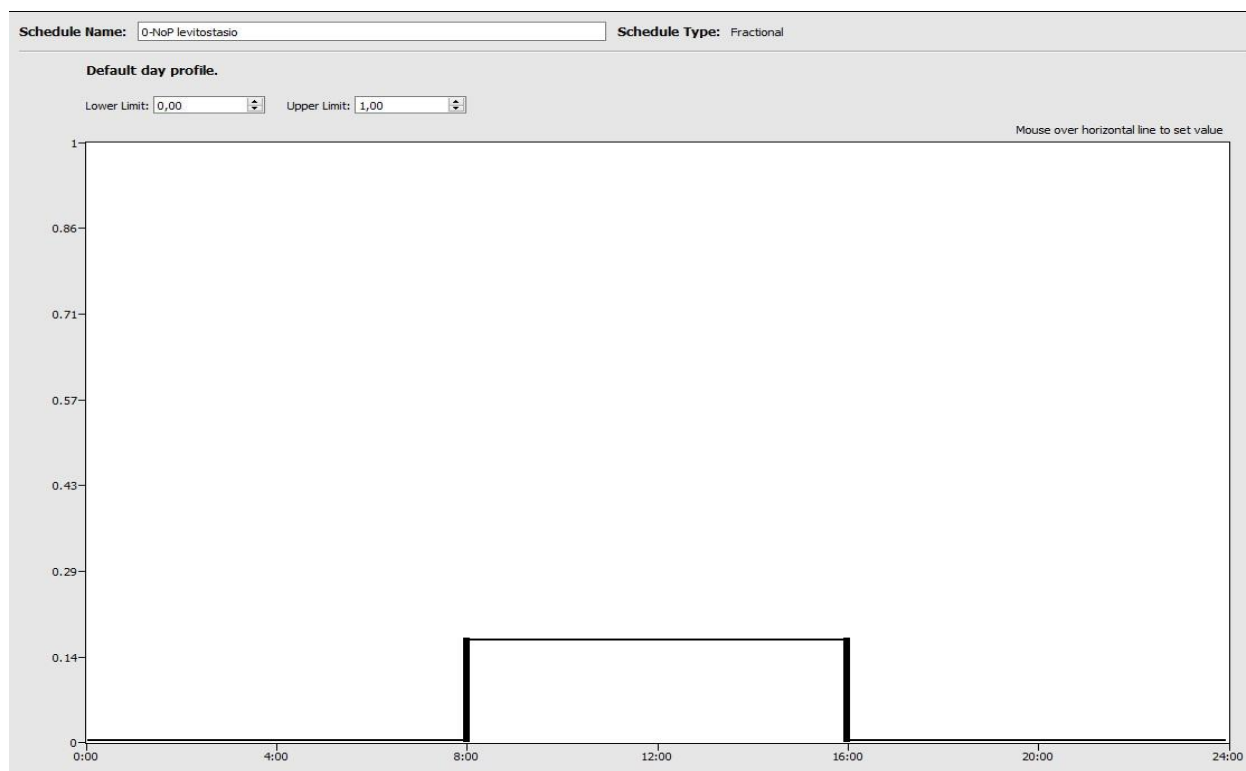 Schedule Name: 0-NoP levitostasio Schedule Type: Fractional
Default day profile.
Lower Limit: 0,00 Upper Limit: 1,00
Mouse over horizontal line to set value
1
0.86
0.71
0.57
0.43
0.29
0.14
0
0:00 4:00 8:00 12:00 16:00 20:00 24:00